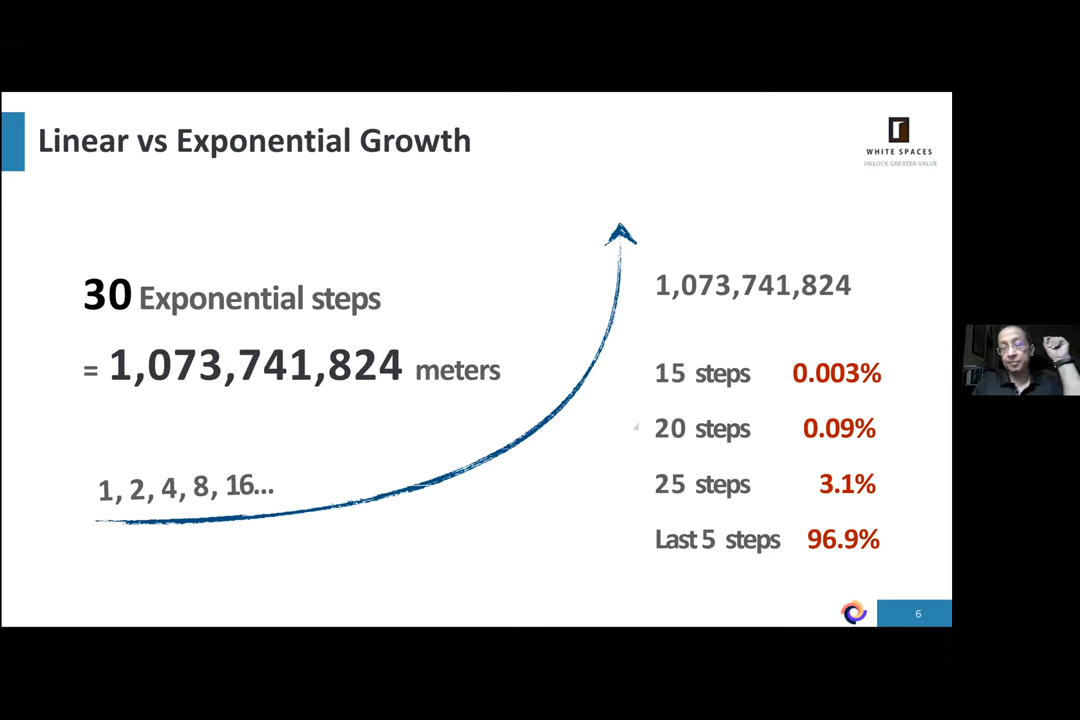 Linear vs Exponential Growth
WHITE SPACES
UNLOCK GREATER VALUE
30 Exponential steps
= 1,073,741,824 meters
1, 2, 4, 8, 16...
1,073,741,824
15 steps 0.003%
20 steps 0.09%
25 steps 3.1%
Last 5 steps 96.9%
6